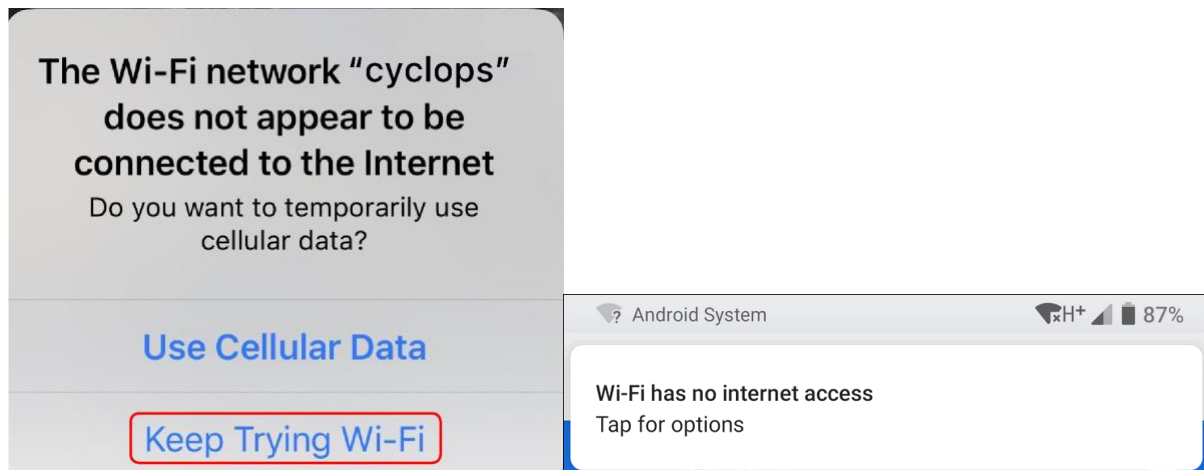 The Wi-Fi network “cyclops”
does not appear to be
connected to the Internet
Do you want to temporarily use
cellular data?
Use Cellular Data
Keep Trying Wi-Fi
? Android System
H+ 87%
Wi-Fi has no internet access
Tap for options